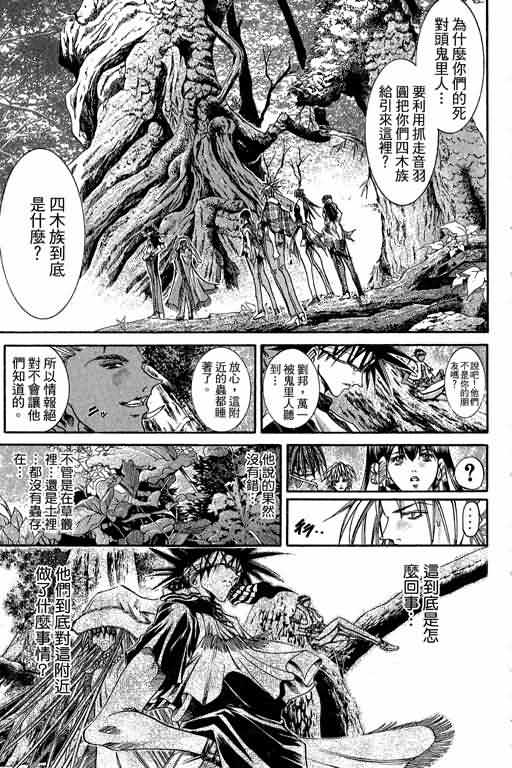 為什麼你們的死
對頭鬼里人…
要利用抓走音羽
圓把你們四木族
給引來這裡？
四木族到底
是什麼？
說吧！他們
不是你的朋
友嗎？
劉邦，萬一
被鬼里人聽
到…
放心，這附
近的蟲都睡
著了。
所以情報絕
對不會讓他
們知道的。
？
…
他說的果然
沒有錯…
不管是在草叢
裡…還是土裡
…都沒有蟲存
在…
這到底是怎
麼回事…
他們到底對這附近
做了什麼事情？